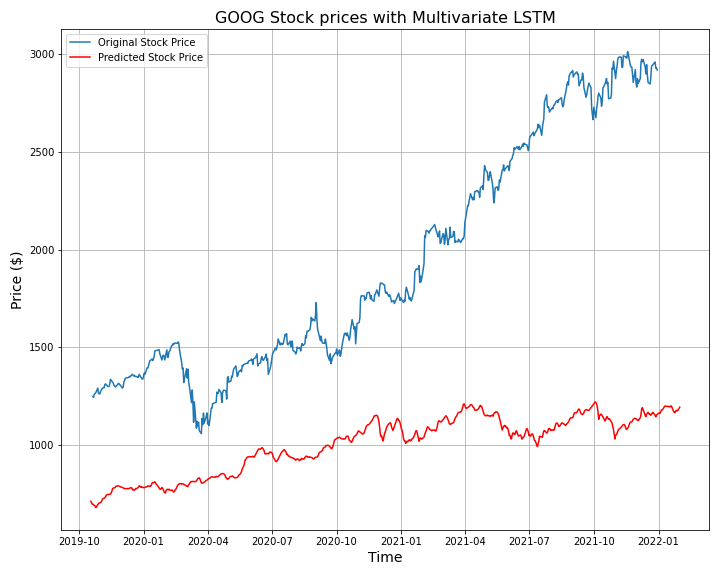 GOOG Stock prices with Multivariate LSTM
Original Stock Price
Predicted Stock Price
3000
2500
2000
1500
1000
Price ($)
2019-10 2020-01 2020-04 2020-07 2020-10 2021-01 2021-04 2021-07 2021-10 2022-01
Time